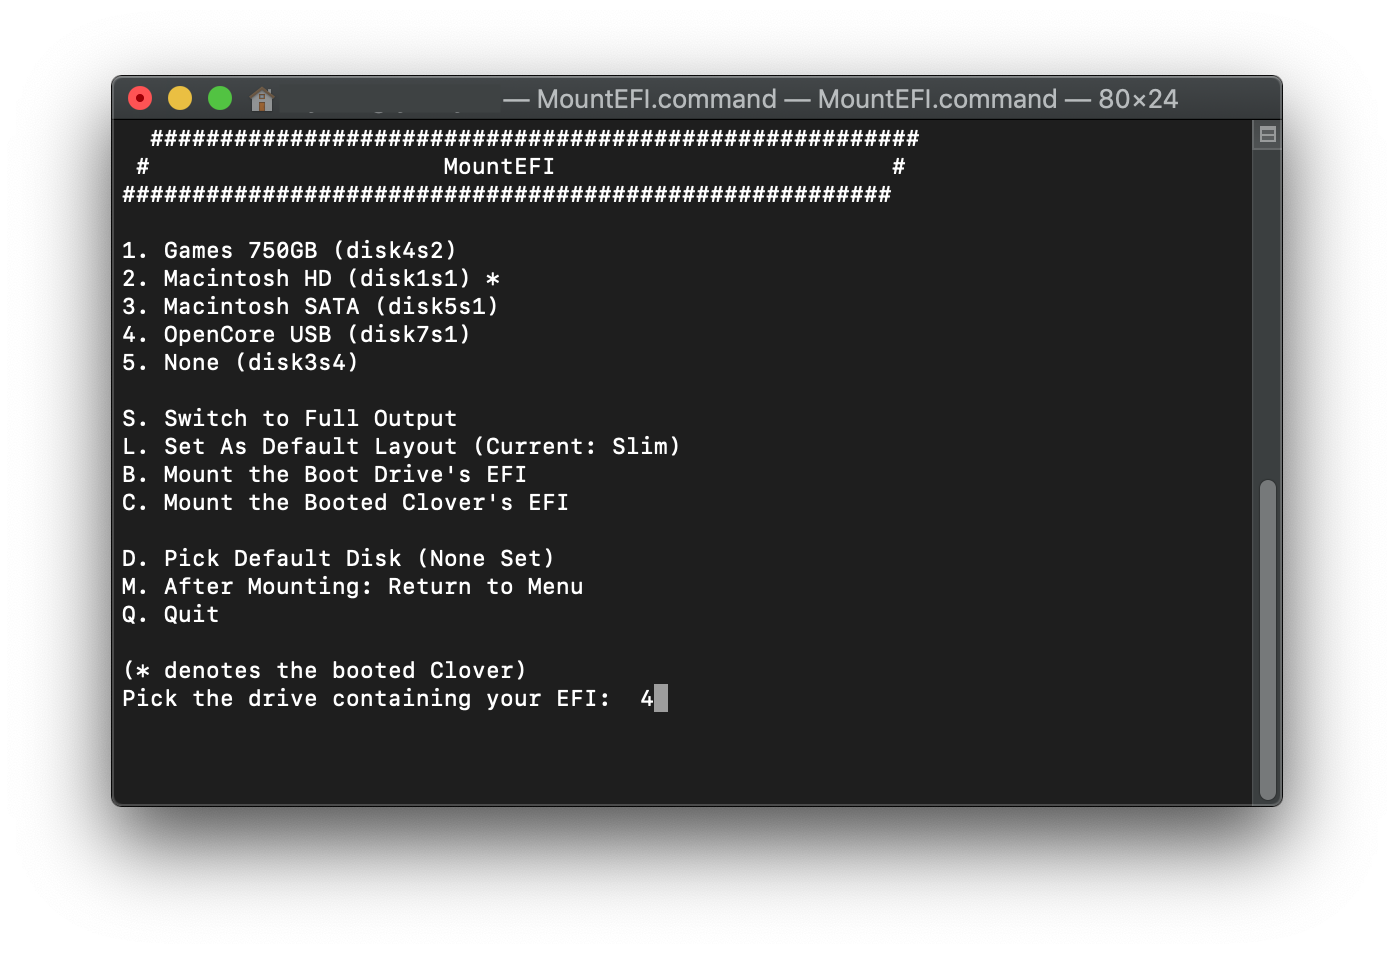 — MountEFI.command — MountEFI.command — 80×24
  #######################################################
 #                     MountEFI                        #
#######################################################
1. Games 750GB (disk4s2)
2. Macintosh HD (disk1s1) *
3. Macintosh SATA (disk5s1)
4. OpenCore USB (disk7s1)
5. None (disk3s4)
S. Switch to Full Output
L. Set As Default Layout (Current: Slim)
B. Mount the Boot Drive's EFI
C. Mount the Booted Clover's EFI
D. Pick Default Disk (None Set)
M. After Mounting: Return to Menu
Q. Quit
(* denotes the booted Clover)
Pick the drive containing your EFI:  4